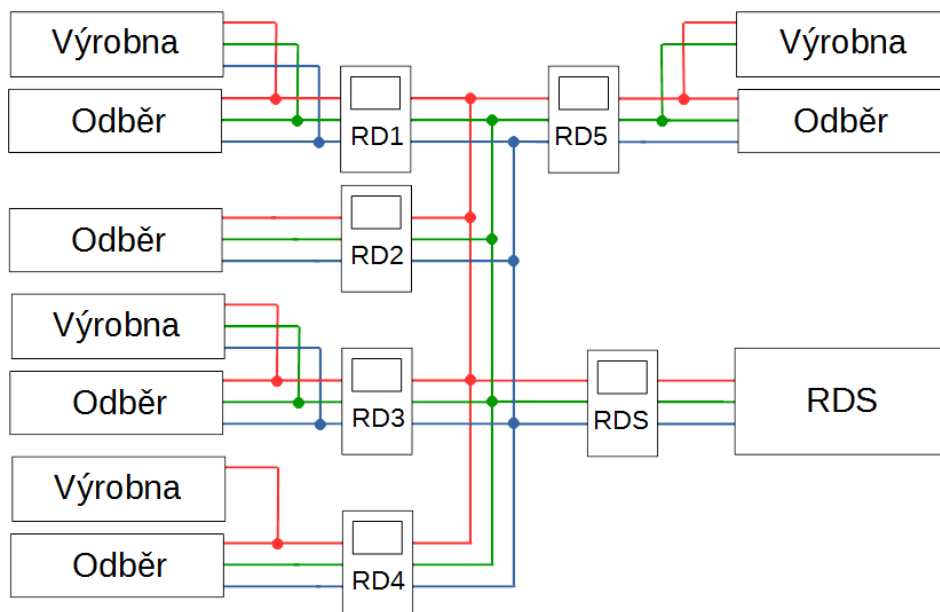 Výrobna
Odběr
RD1
RD5
Výrobna
Odběr
Odběr
RD2
Výrobna
Odběr
RD3
RDS
RDS
Výrobna
Odběr
RD4